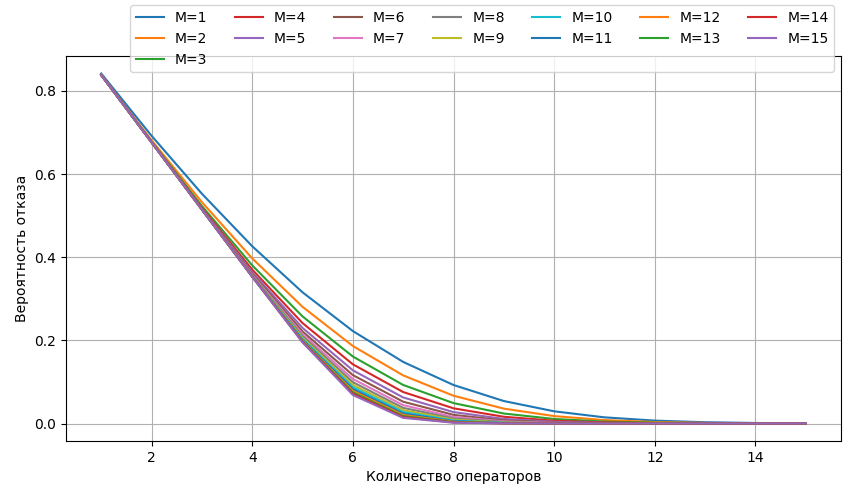 M=1 M=4 M=6 M=8 M=10 M=12 M=14
M=2 M=5 M=7 M=9 M=11 M=13 M=15
M=3
0.8
0.6
0.4
0.2
0.0
Вероятность отказа
2 4 6 8 10 12 14
Количество операторов